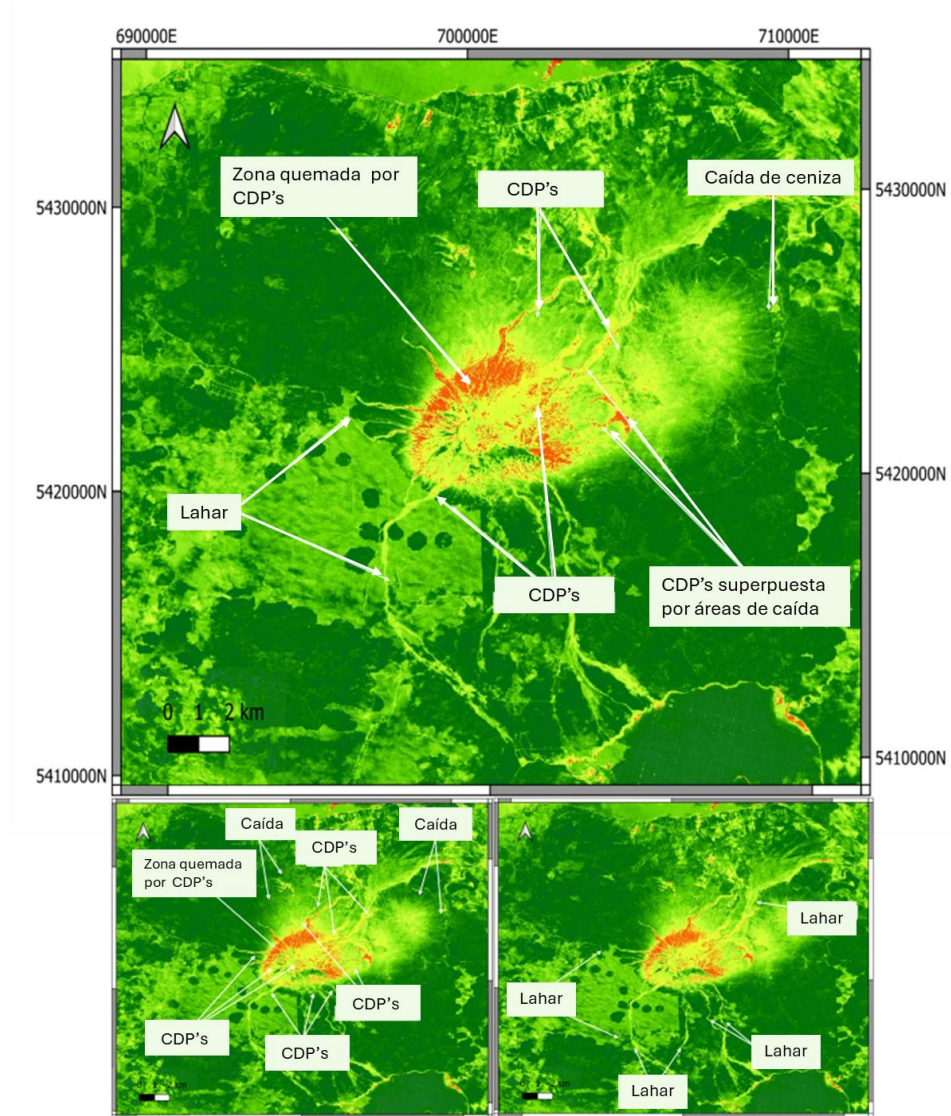 690000E
700000E
710000E
Zona quemada por
CDP's
CDP's
Caída de ceniza
5430000N
5430000N
5420000N
5420000N
Lahar
CDP's
CDP's superpuesta
por áreas de caída
0 1 2 km
5410000N
5410000N
Caída
Caída
CDP's
Zona quemada
por CDP's
CDP's
CDP's
CDP's
Lahar
Lahar
Lahar
Lahar